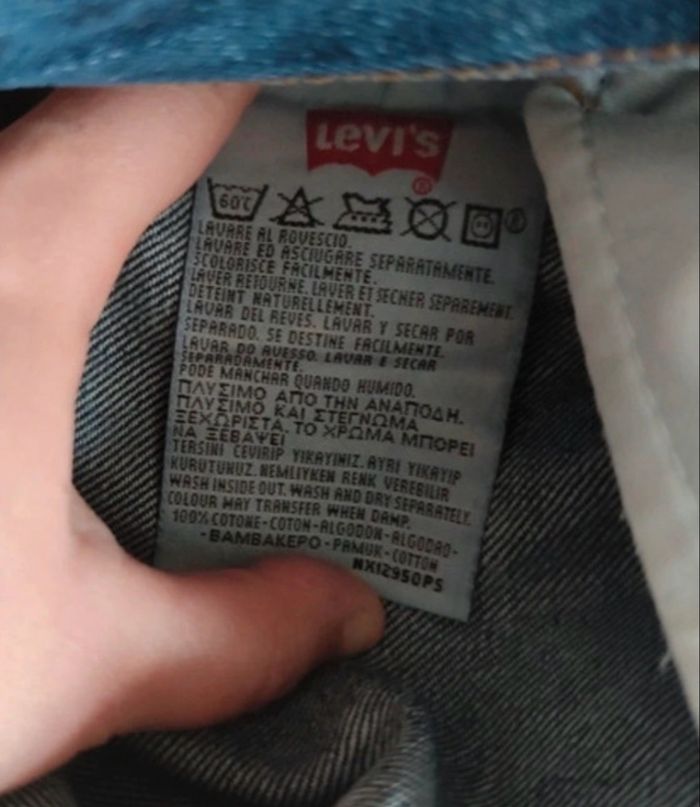 Levi's
®
60°C ®
LAVARE AL ROVESCIO.
LAVARE ED ASCIUGARE SEPARATAMENTE.
SCOLORISCE FACILMENTE.
LAVER RETOURNE. LAVER ET SECHER SEPAREMENT.
DETEINT NATURELLEMENT.
LAVAR DEL REVES. LAVAR Y SECAR POR
SEPARADO. SE DESTINE FACILMENTE.
LAVAR DO AVESSO. LAVAR E SECAR
SEPARADAMENTE.
PODE MANCHAR QUANDO HUMIDO.
ΠΛΥΣΙΜΟ ΑΠΟ ΤΗΝ ΑΝΑΠΟΔΗ.
ΠΛΥΣΙΜΟ ΚΑΙ ΣΤΕΓΝΩΜΑ
ΞΕΧΩΡΙΣΤΑ. ΤΟ ΧΡΩΜΑ ΜΠΟΡΕΙ
ΝΑ ΞΕΒΑΨΕΙ
TERSINI CEVIRIP YIKAYINIZ. AYRI YIKAYIP
KURUTUNUZ. NEMLIYKEN RENK VEREBILIR
WASH INSIDE OUT. WASH AND DRY SEPARATELY.
COLOUR MAY TRANSFER WHEN DAMP.
100% COTONE-COTON-ALGODON-ALGODAO-
-ΒΑΜΒΑΚΕΡΟ-PAMUK-COTTON
NX12950PS